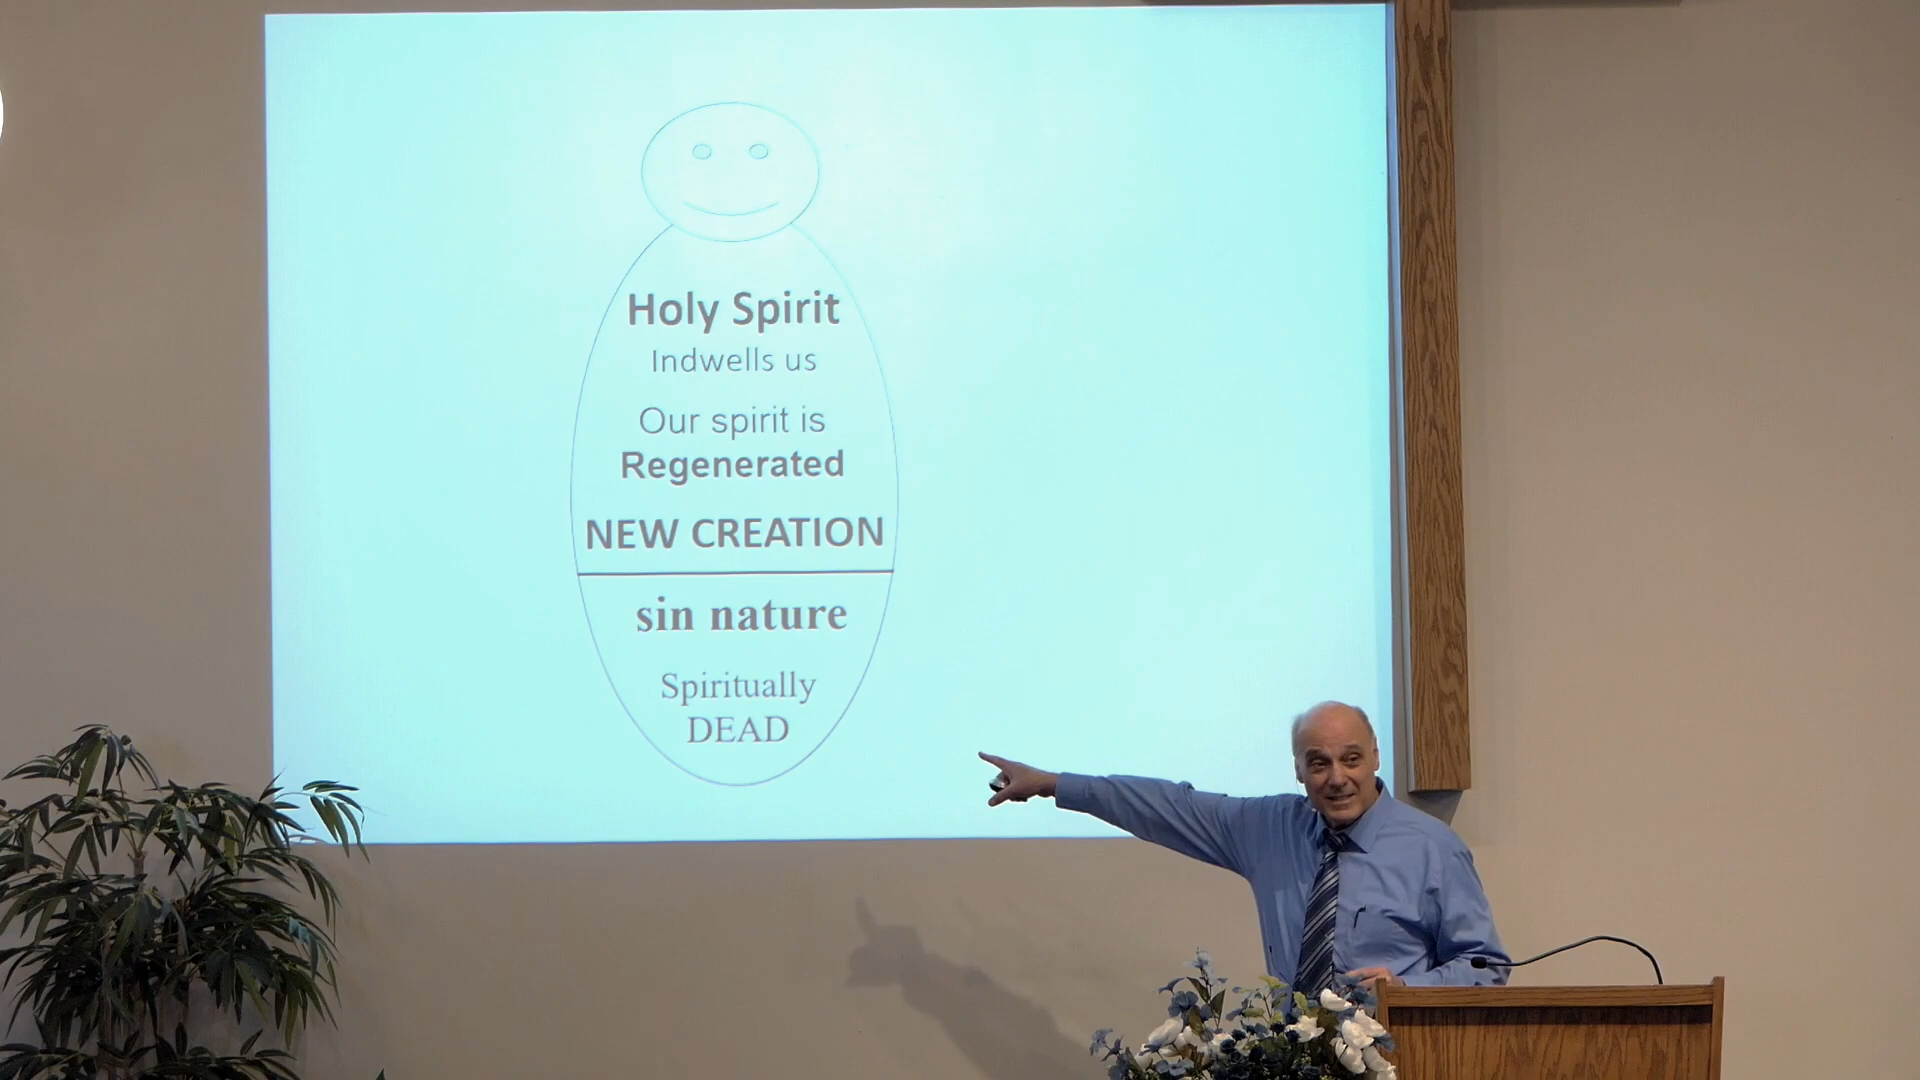 Holy Spirit
Indwells us
Our spirit is
Regenerated
NEW CREATION
sin nature
Spiritually
DEAD